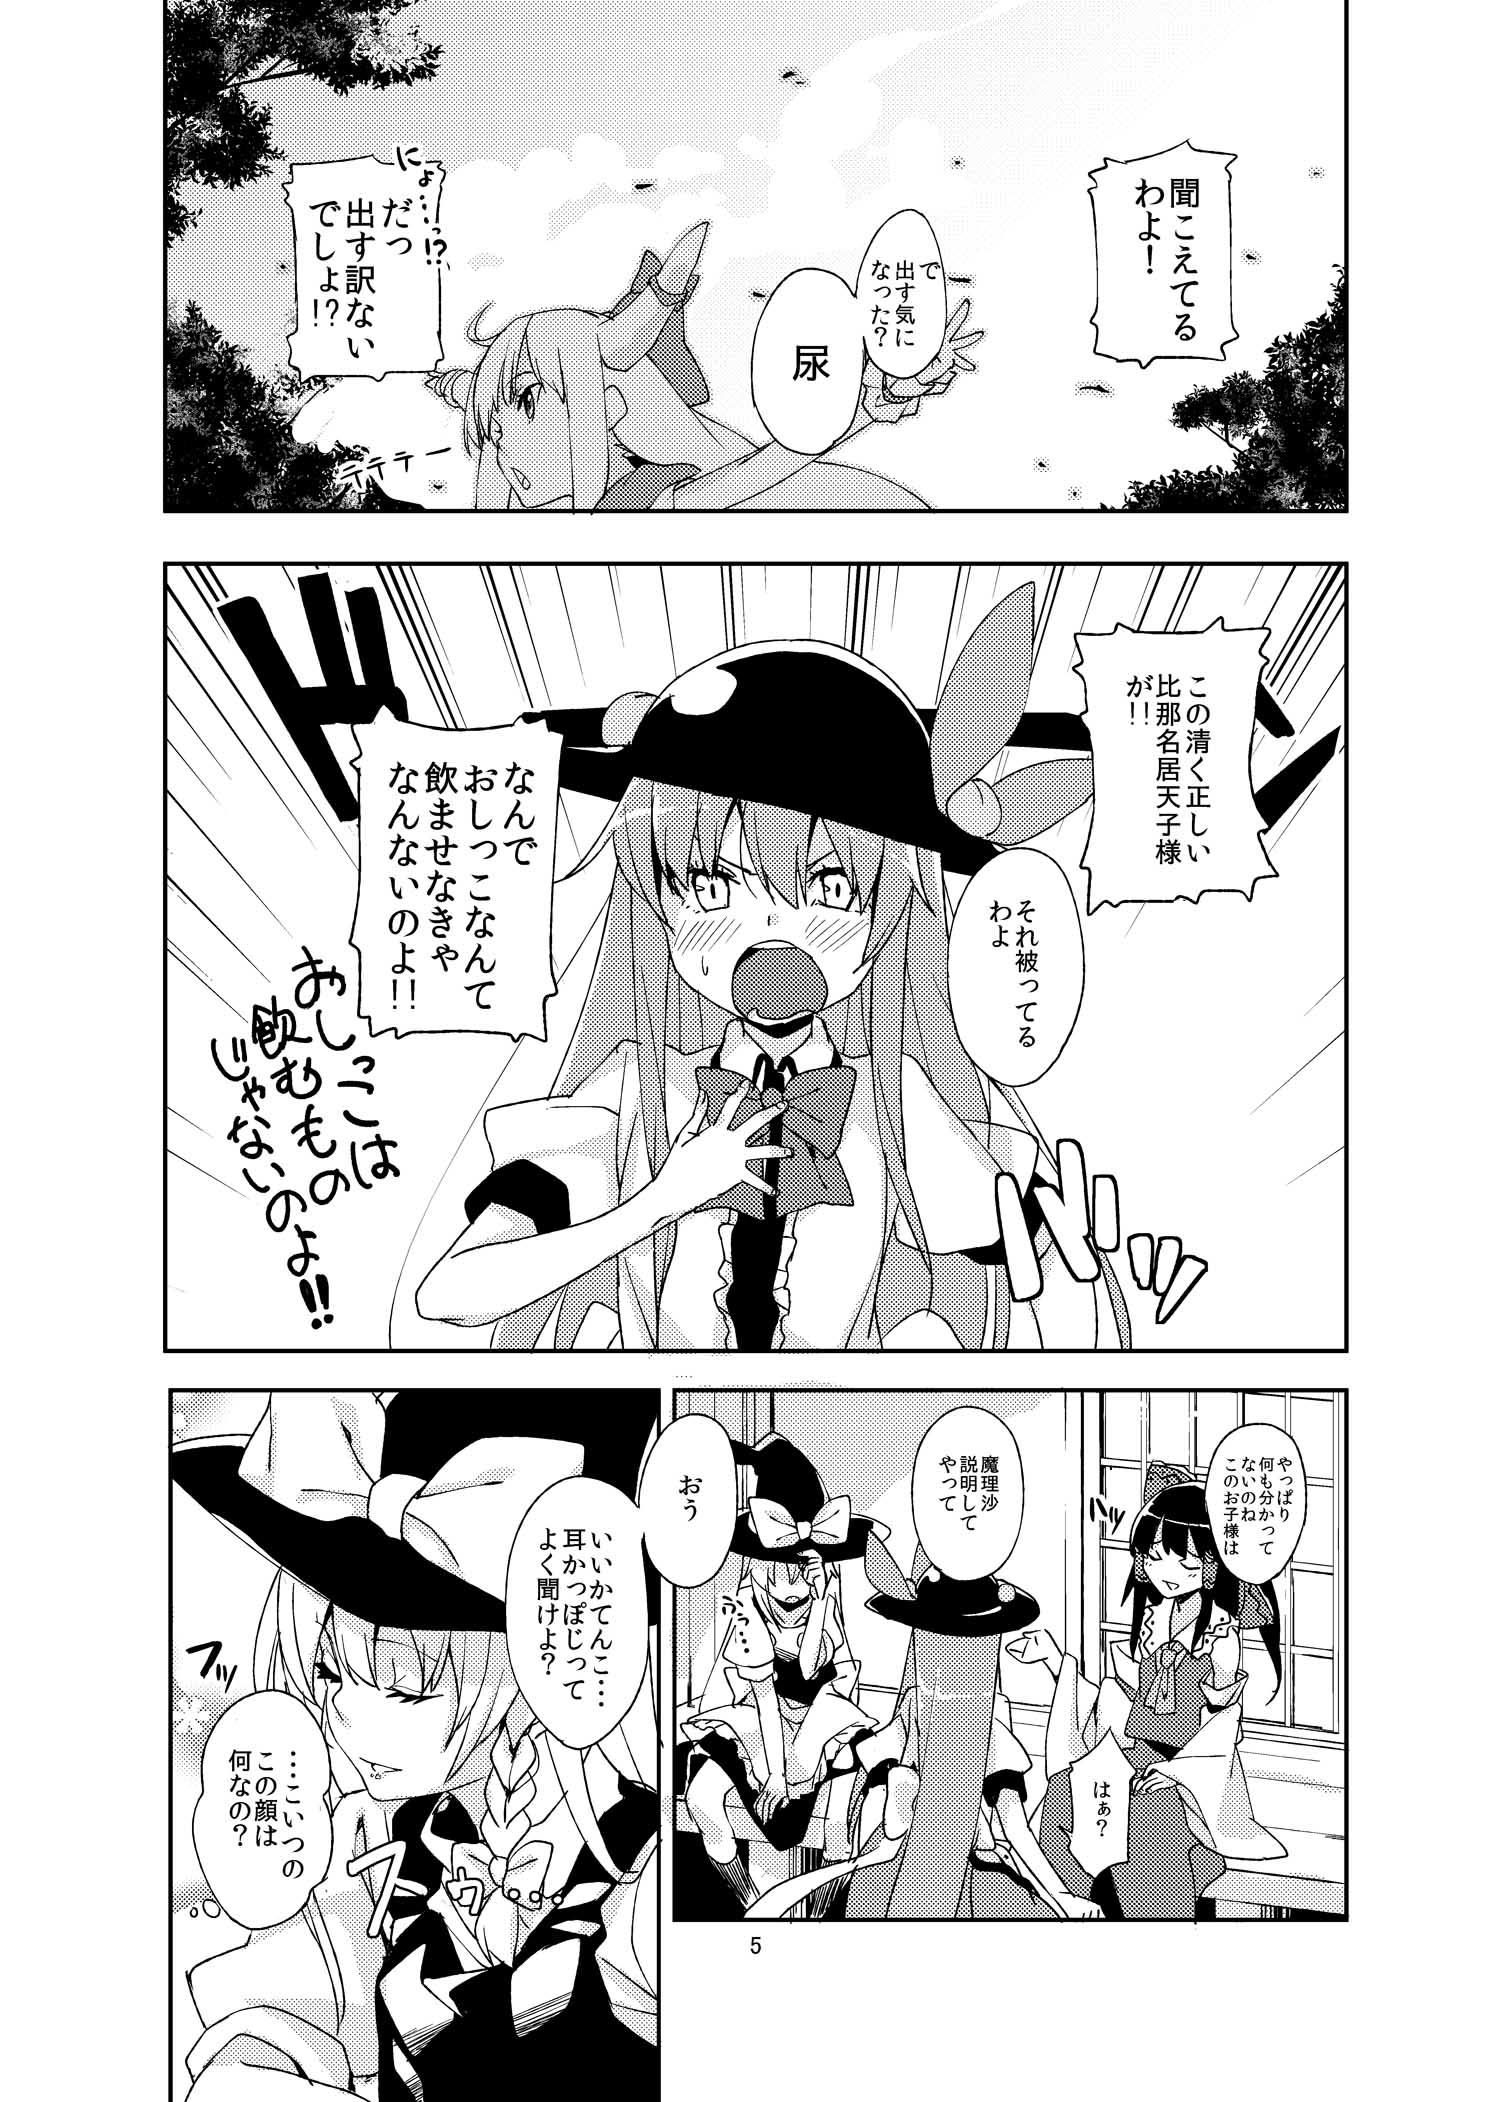 聞こえてる
わよ！
で
出す気に
なった？
尿
にょ…っ!?
だっ
出す訳ない
でしょ!?
テテテー
この清く正しい
比那名居天子様
が!!
それ被ってる
わよ
なんで
おしっこなんて
飲ませなきゃ
なんないのよ!!
おしっこは
飲むもの
じゃないのよ!!
やっぱり
何も分かって
ないのね
このお子様は
魔理沙
説明して
やって
はぁ？
おう
ふぅ…
いいかてんこ…
耳かっぽじって
よく聞けよ？
フッ
…こいつの
この顔は
何なの？
フゥ…
5